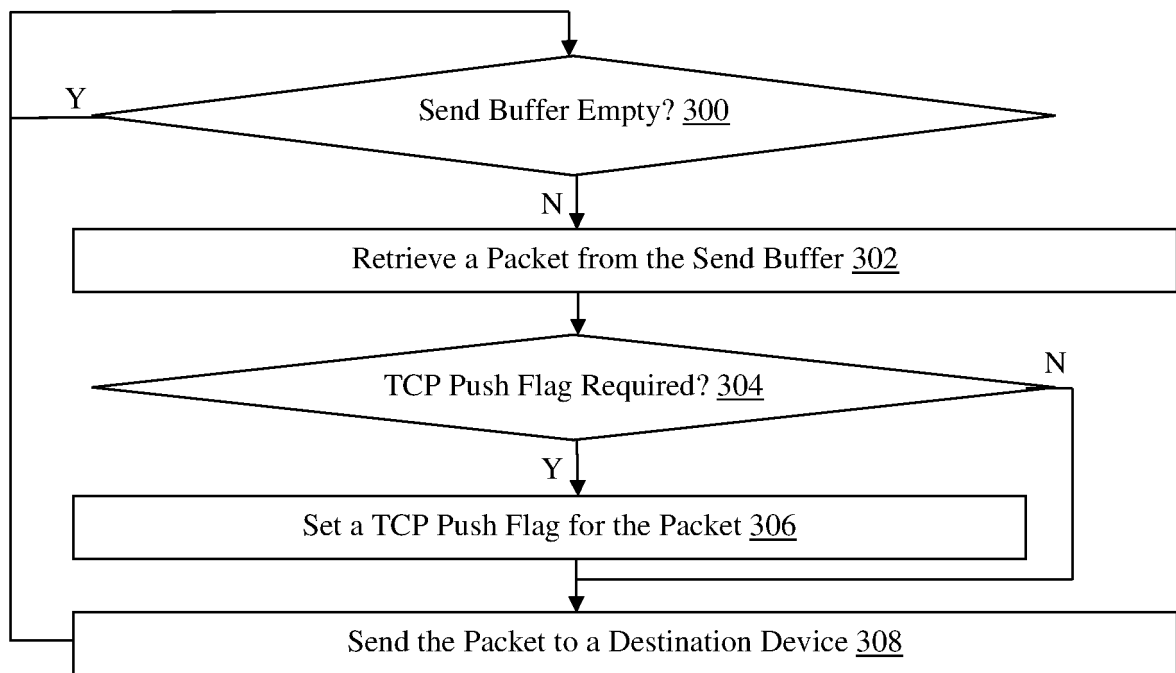 Send Buffer Empty? 300
Y
N
Retrieve a Packet from the Send Buffer 302
TCP Push Flag Required? 304
N
Y
Set a TCP Push Flag for the Packet 306
Send the Packet to a Destination Device 308